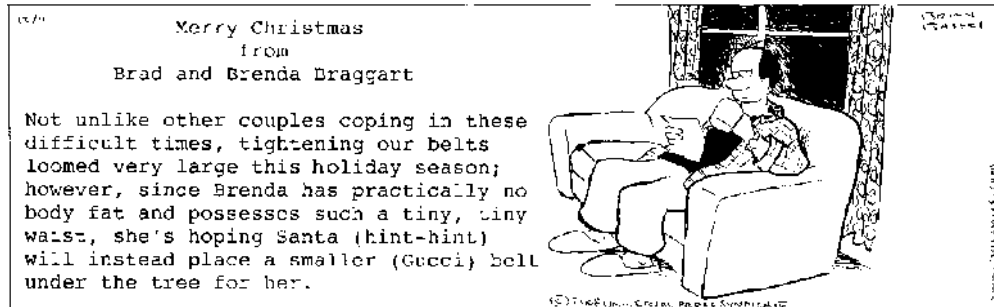 12/11
Merry Christmas
from
Brad and Brenda Braggart
Not unlike other couples coping in these
difficult times, tightening our belts
loomed very large this holiday season;
however, since Brenda has practically no
body fat and possesses such a tiny, tiny
waist, she's hoping Santa (hint-hint)
will instead place a smaller (Gucci) belt
under the tree for her.